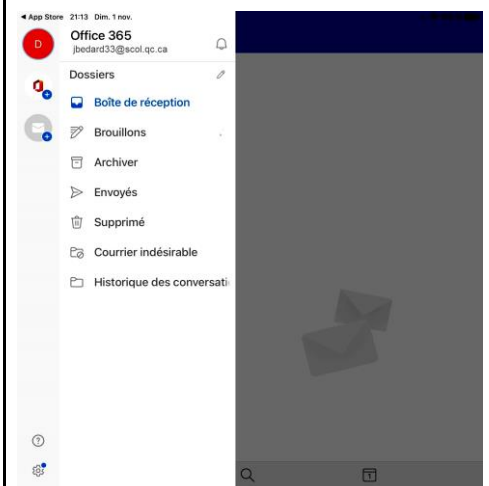 App Store 21:13 Dim. 1 nov.
D
Office 365
jbedard33@scol.qc.ca
Dossiers
Boîte de réception
Brouillons
Archiver
Envoyés
Supprimé
Courrier indésirable
Historique des conversati
1